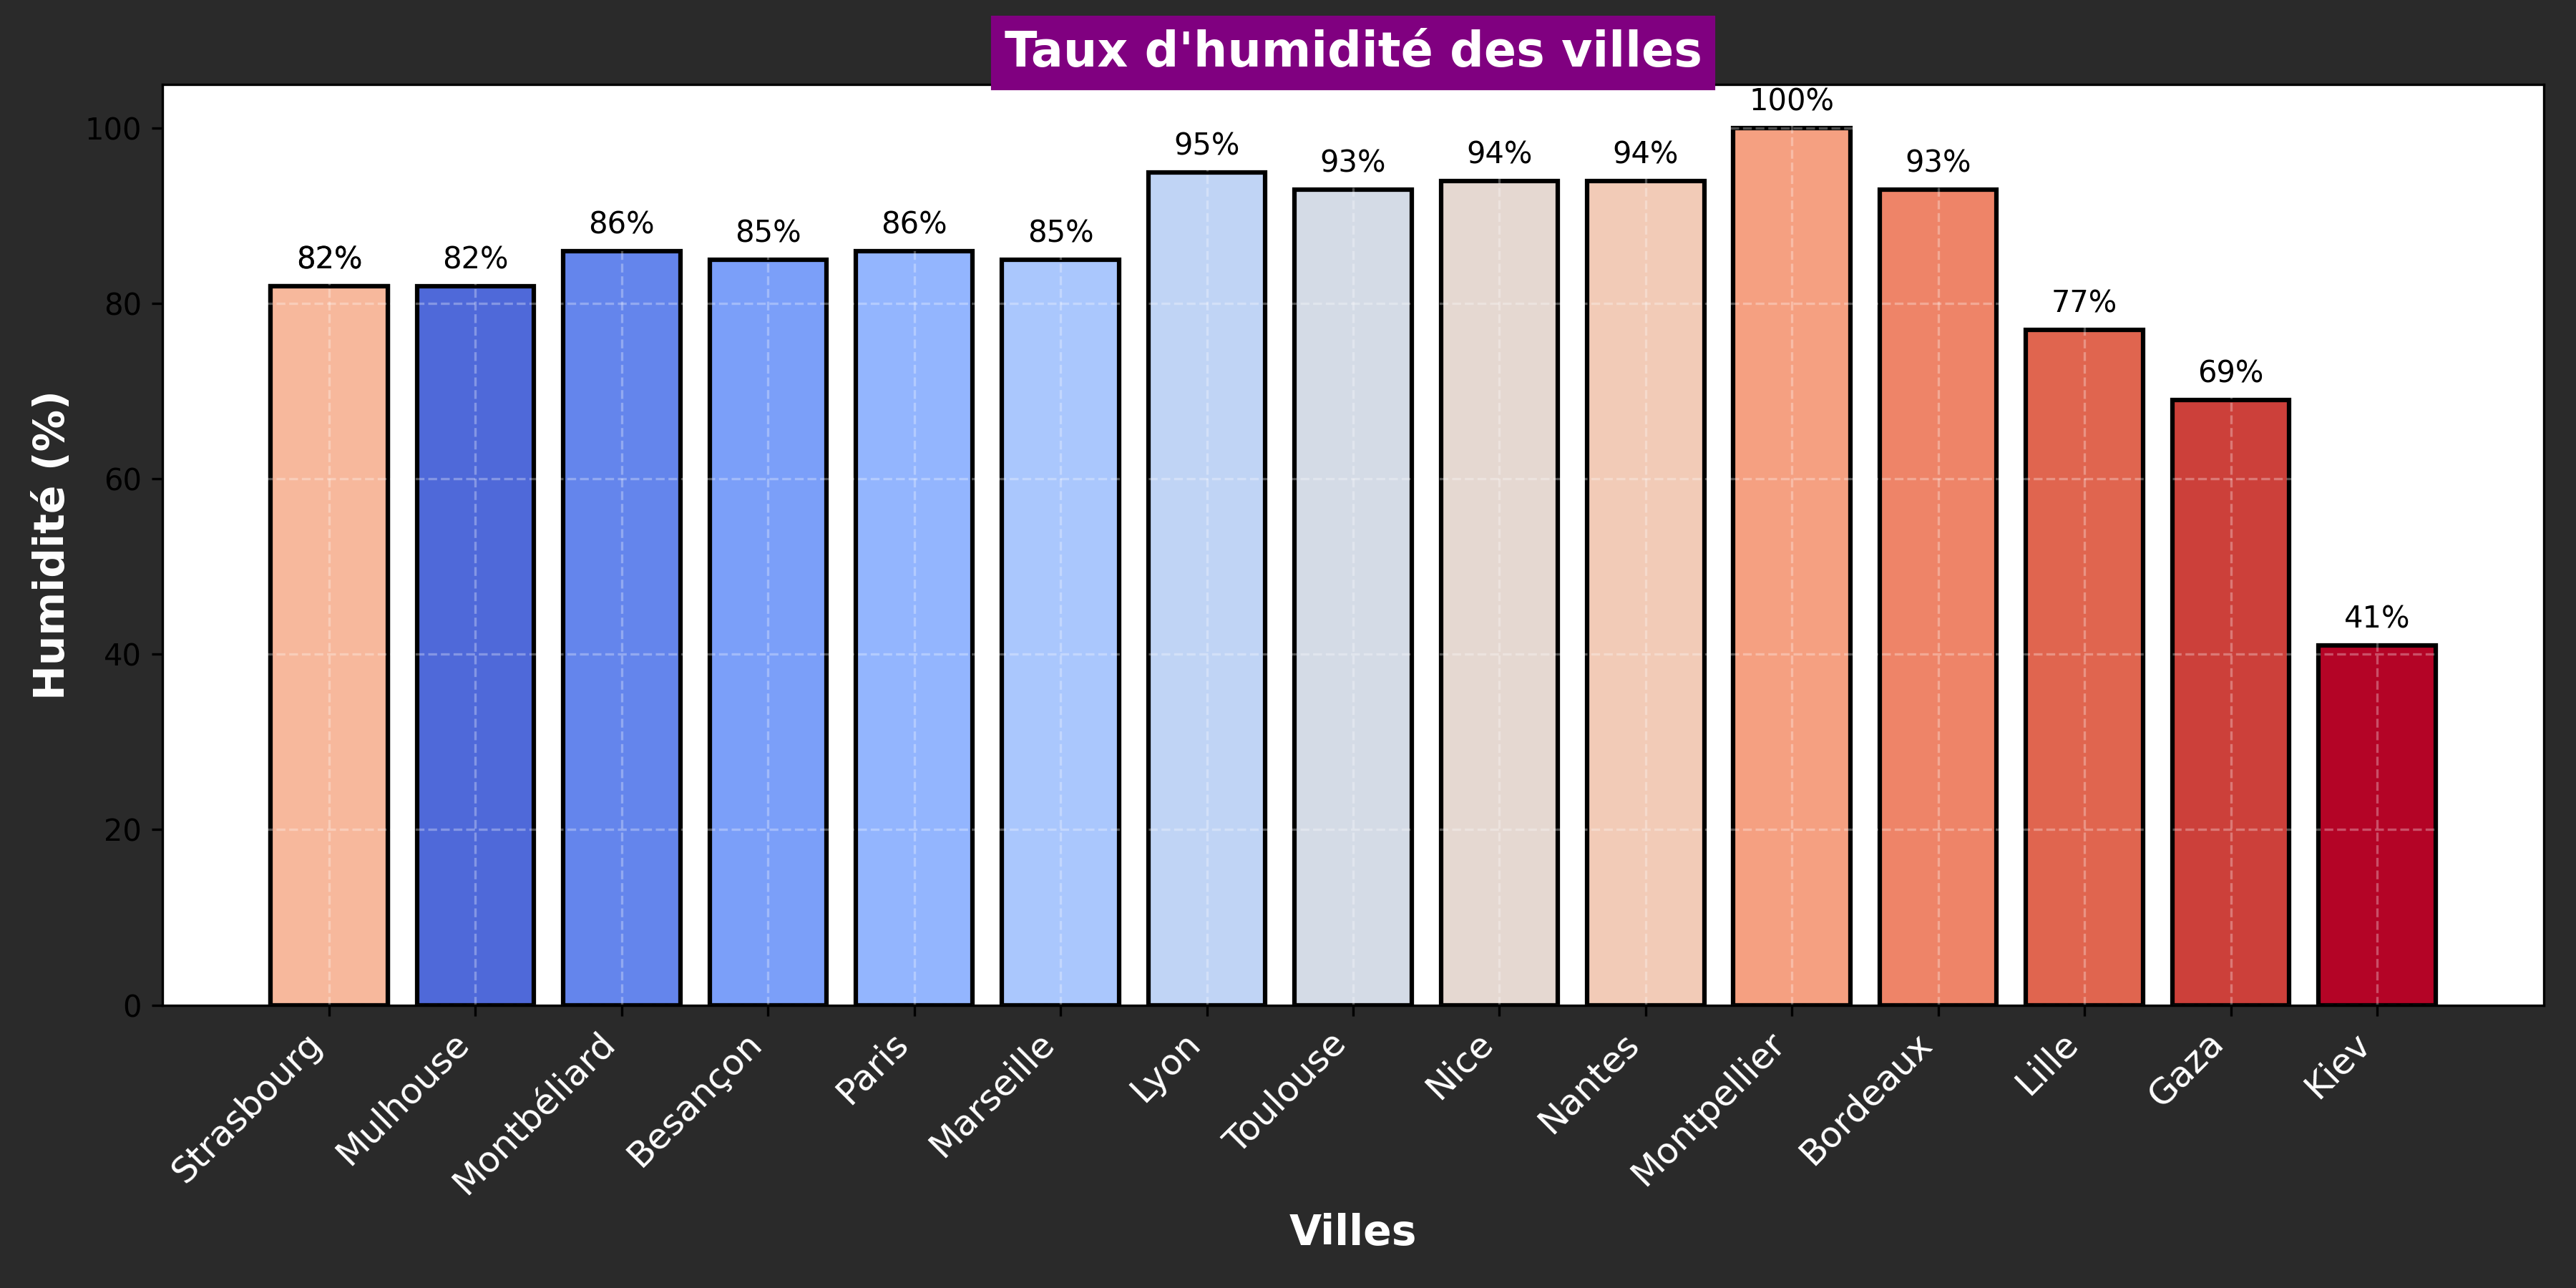 Taux d'humidité des villes
Humidité (%)
100
80
60
40
20
0
82%
82%
86%
85%
86%
85%
95%
93%
94%
94%
100%
93%
77%
69%
41%
Strasbourg
Mulhouse
Montbéliard
Besançon
Paris
Marseille
Lyon
Toulouse
Nice
Nantes
Montpellier
Bordeaux
Lille
Gaza
Kiev
Villes